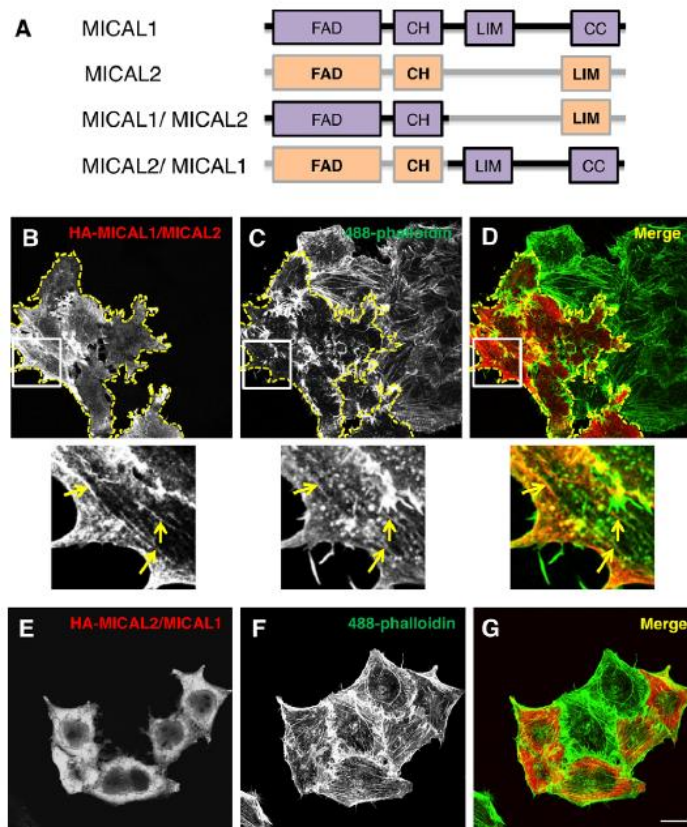 A
MICAL1
FAD CH LIM CC
MICAL2
FAD CH LIM
MICAL1/ MICAL2
FAD CH LIM
MICAL2/ MICAL1
FAD CH LIM CC
B HA-MICAL1/MICAL2
C 488-phalloidin
D Merge
E HA-MICAL2/MICAL1
F 488-phalloidin
G Merge